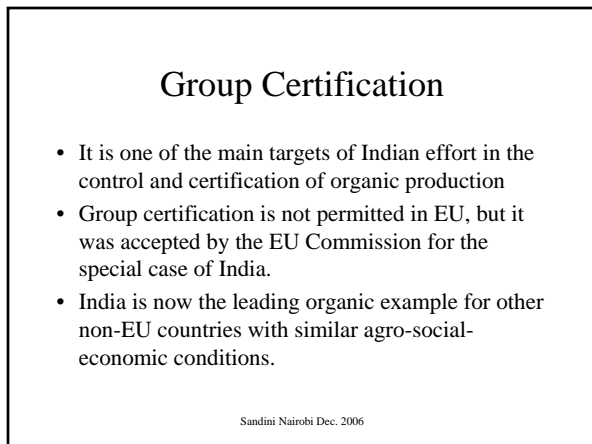 Group Certification
• It is one of the main targets of Indian effort in the
control and certification of organic production
• Group certification is not permitted in EU, but it
was accepted by the EU Commission for the
special case of India.
• India is now the leading organic example for other
non-EU countries with similar agro-social-
economic conditions.
Sandini Nairobi Dec. 2006